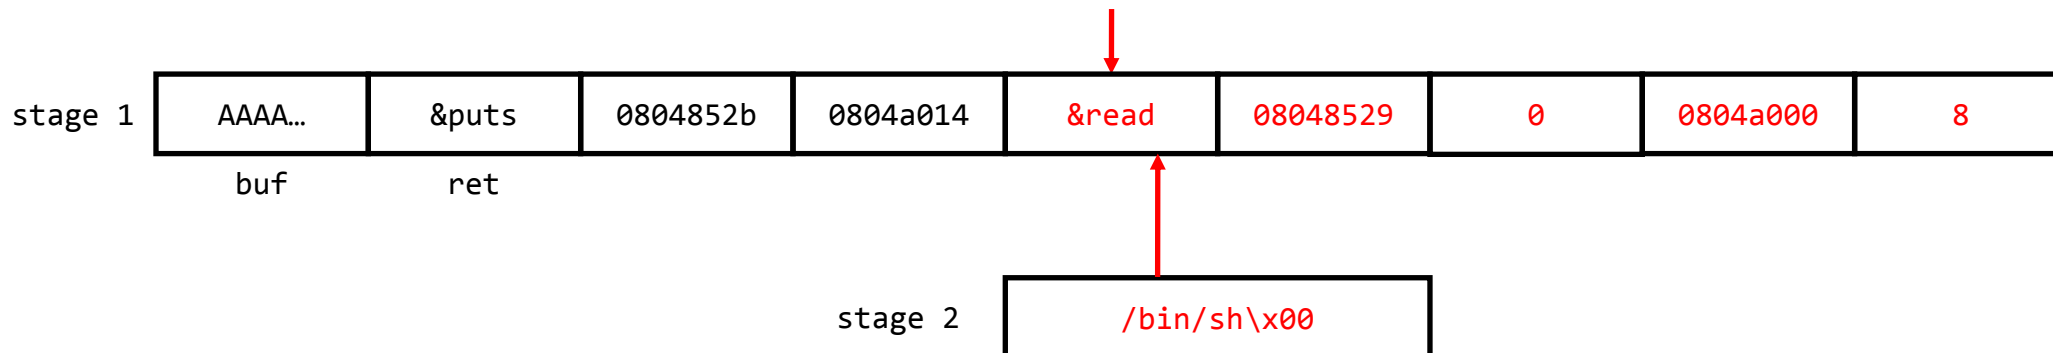 stage 1 AAAA… &puts 0804852b 0804a014 &read 08048529 0 0804a000 8
buf ret
stage 2 /bin/sh\x00